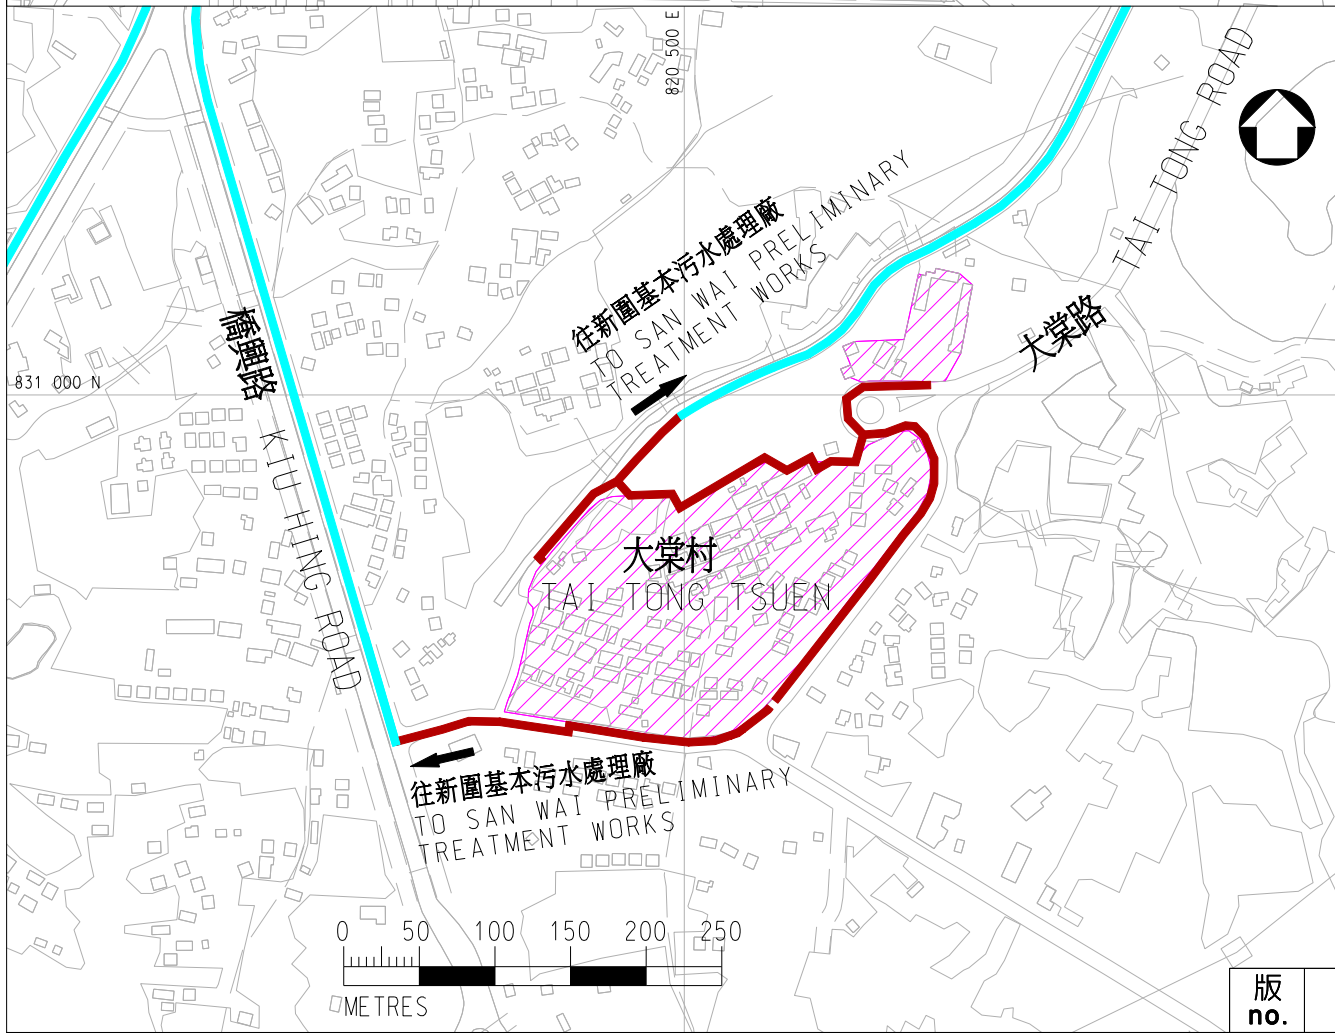 820 500 E
TAI TONG ROAD
往新圍基本污水處理廠
TO SAN WAI PRELIMINARY
TREATMENT WORKS
大棠路
橋興路
KIU HING ROAD
831 000 N
大棠村
TAI TONG TSUEN
往新圍基本污水處理廠
TO SAN WAI PRELIMINARY
TREATMENT WORKS
0 50 100 150 200 250
METRES
版
no.